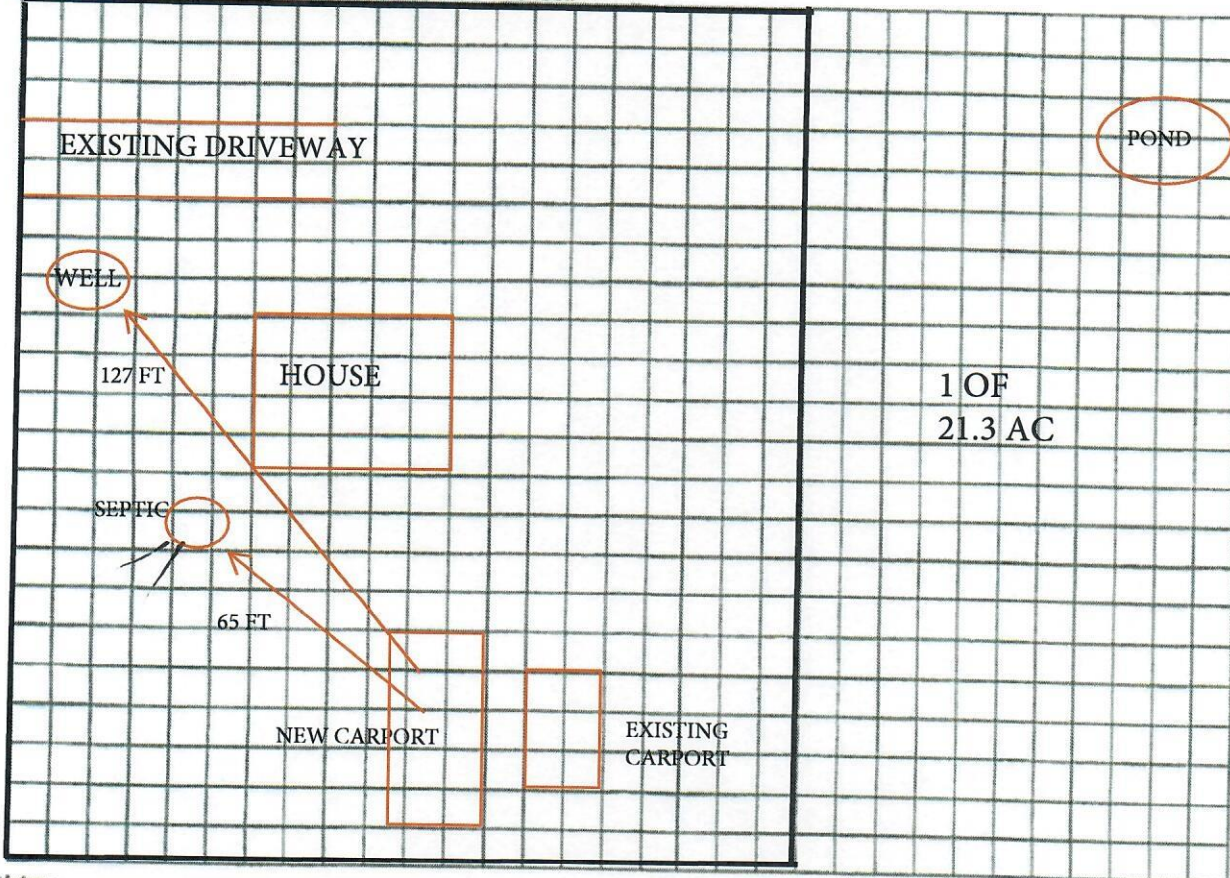 EXISTING DRIVEWAY
POND
WELL
127 FT
HOUSE
1 OF
21.3 AC
SEPTIC
65 FT
NEW CARPORT
EXISTING
CARPORT